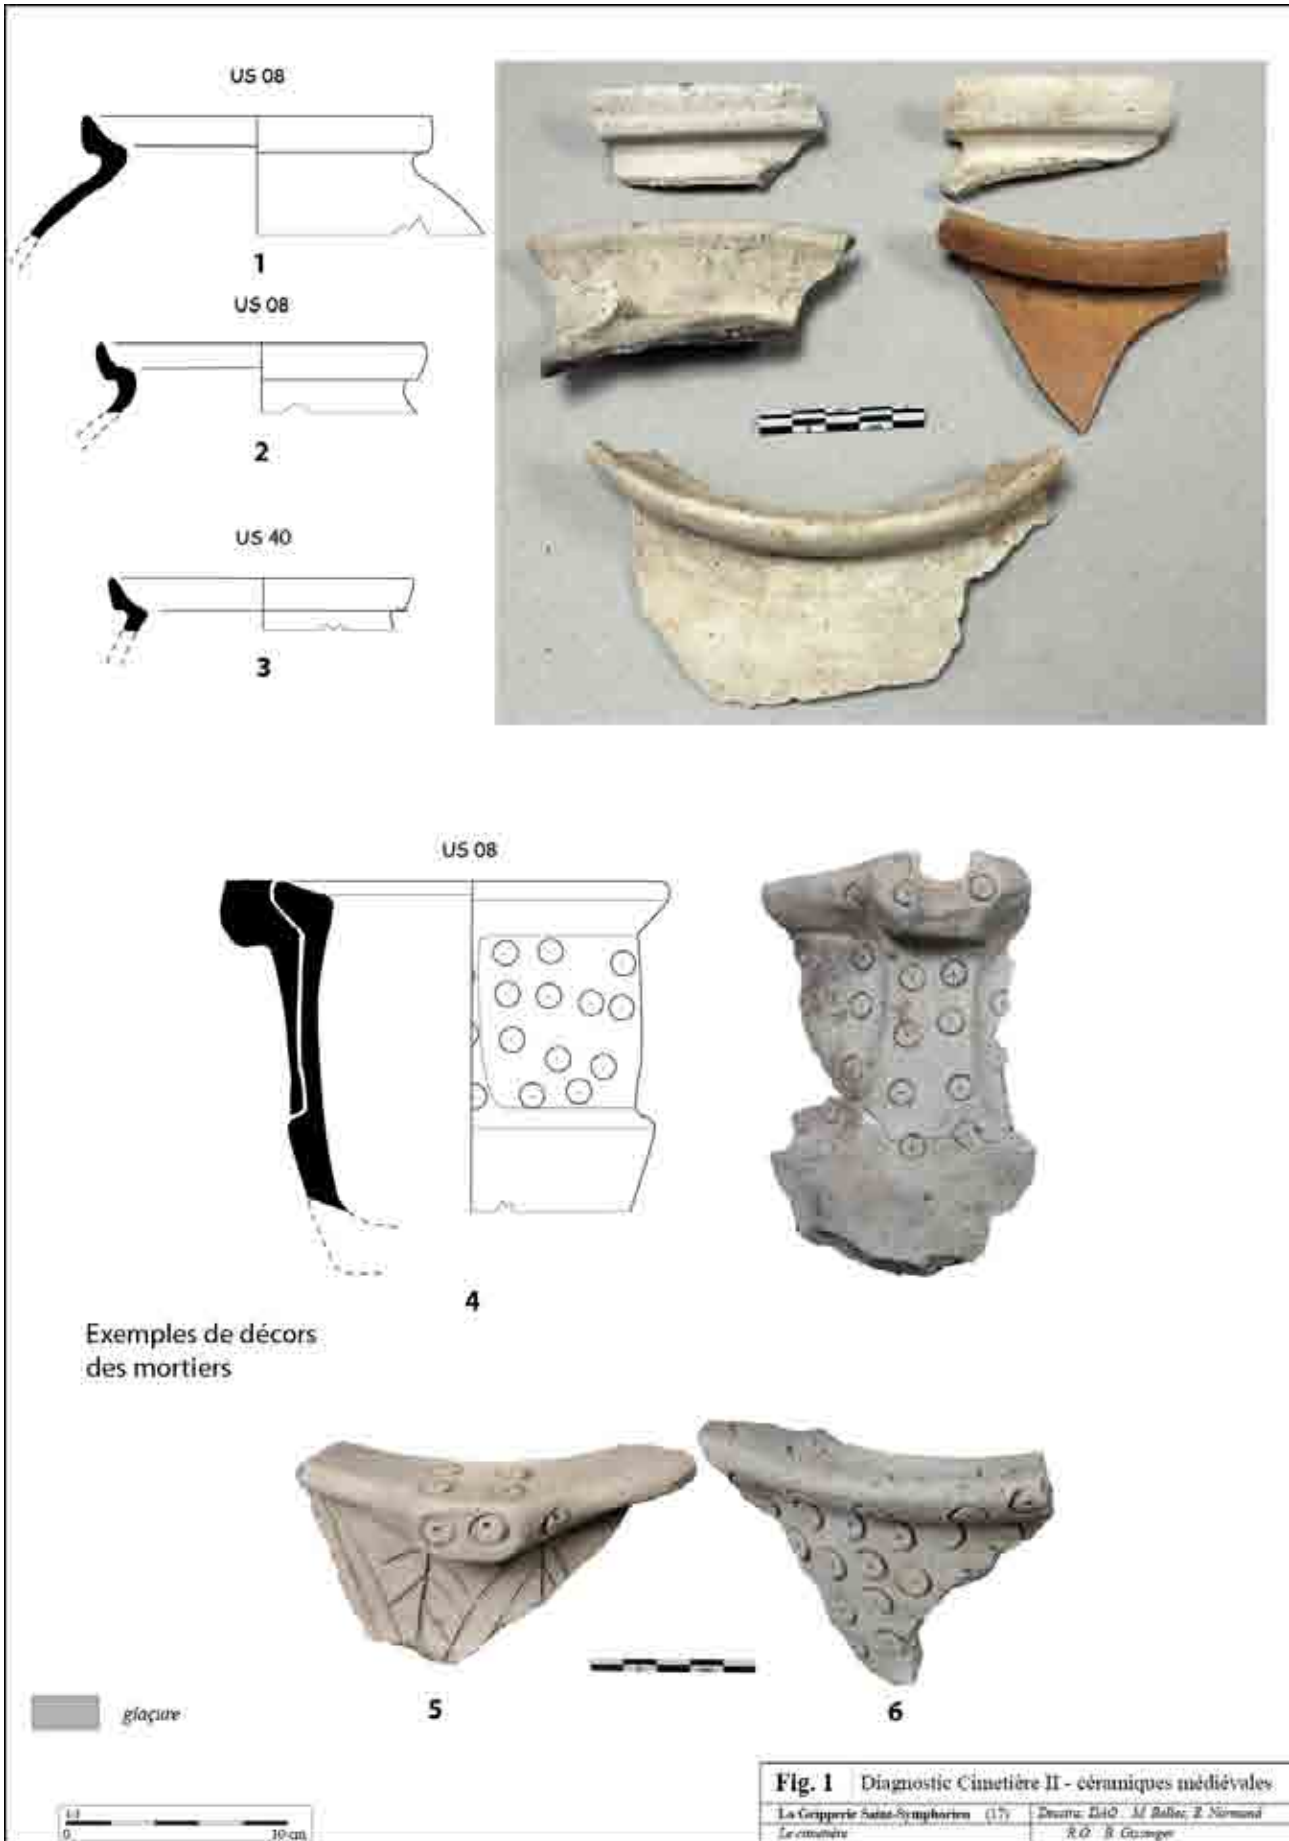 US 08
1
US 08
2
US 40
3
US 08
4
Exemples de décors
des mortiers
5
6
glaçure
0 10 cm
Fig. 1 Diagnostic Cimetière II - céramiques médiévales
La Gripperie Saint-Symphorien (17)
Le cimetière